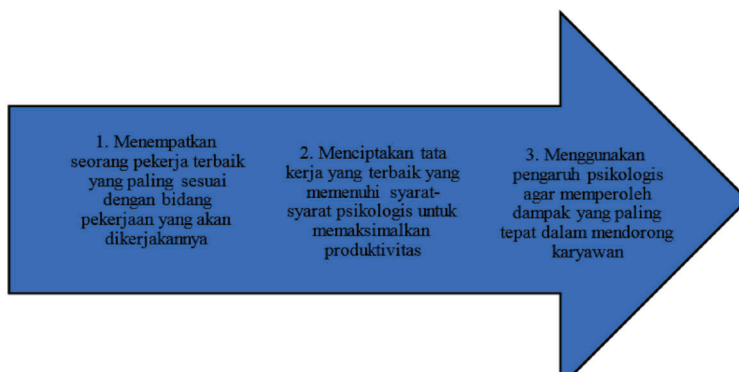 1. Menempatkan
seorang pekerja terbaik
yang paling sesuai
dengan bidang
pekerjaan yang akan
dikerjakannya
2. Menciptakan tata
kerja yang terbaik yang
memenuhi syarat-
syarat psikologis untuk
memaksimalkan
produktivitas
3. Menggunakan
pengaruh psikologis
agar memperoleh
dampak yang paling
tepat dalam mendorong
karyawan